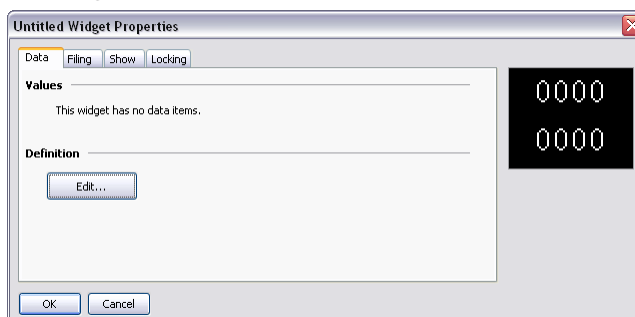 Untitled Widget Properties
Data Filing Show Locking
Values
This widget has no data items.
Definition
Edit...
OK Cancel
0000
0000